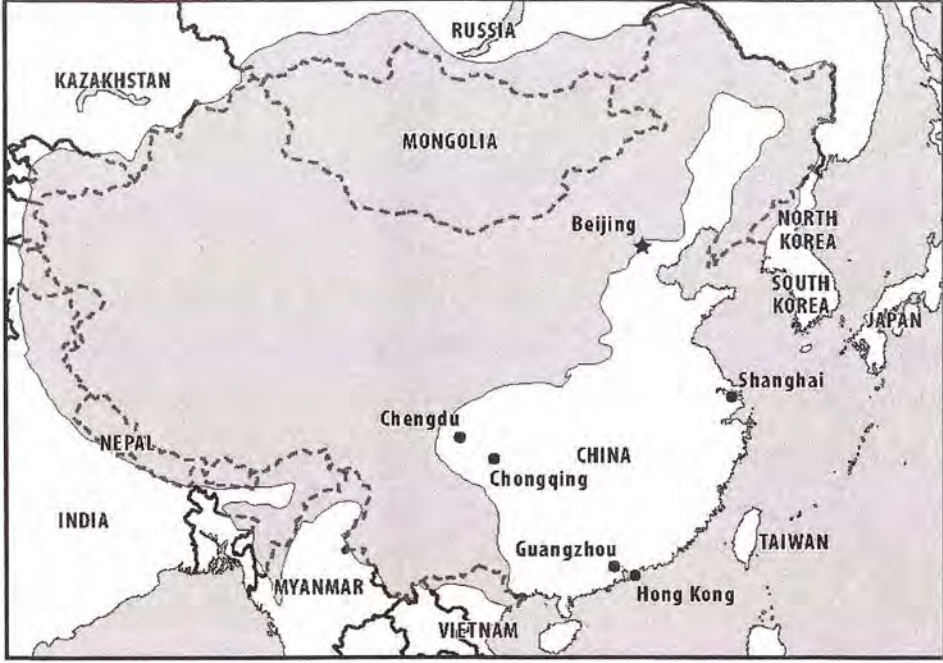 RUSSIA
KAZAKHSTAN
MONGOLIA
Beijing
NORTH
KOREA
SOUTH
KOREA
JAPAN
Shanghai
Chengdu
NEPAL
CHINA
Chongqing
INDIA
Guangzhou
TAIWAN
MYANMAR
Hong Kong
VIETNAM